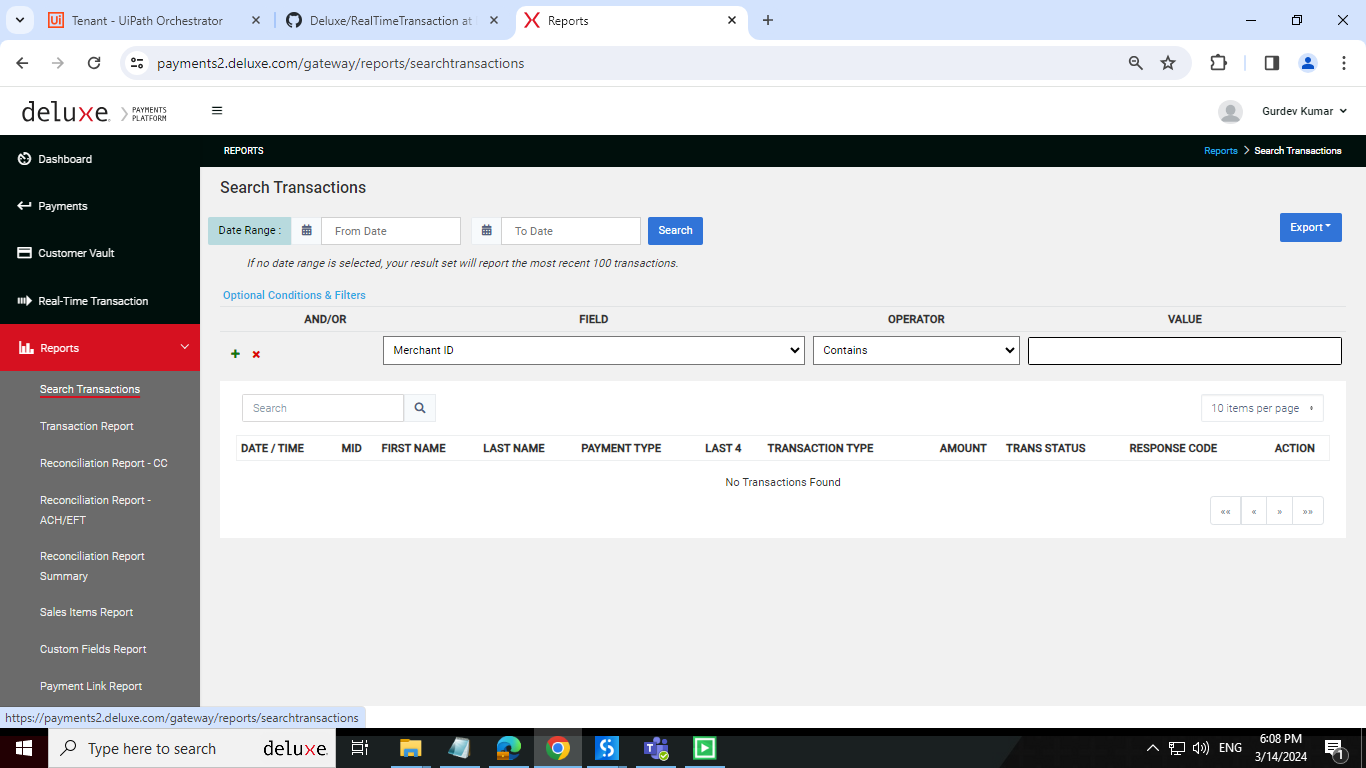 Tenant - UiPath Orchestrator
Deluxe/RealTimeTransaction at
Reports
payments2.deluxe.com/gateway/reports/searchtransactions
deluxe. PAYMENTS PLATFORM
Gurdev Kumar
Dashboard
Payments
Customer Vault
Real-Time Transaction
Reports
Search Transactions
Transaction Report
Reconciliation Report - CC
Reconciliation Report -
ACH/EFT
Reconciliation Report
Summary
Sales Items Report
Custom Fields Report
Payment Link Report
REPORTS
Reports > Search Transactions
Search Transactions
Date Range :
From Date
To Date
Search
Export
If no date range is selected, your result set will report the most recent 100 transactions.
Optional Conditions & Filters
AND/OR FIELD OPERATOR VALUE
Merchant ID Contains
Search
10 items per page
DATE / TIME MID FIRST NAME LAST NAME PAYMENT TYPE LAST 4 TRANSACTION TYPE AMOUNT TRANS STATUS RESPONSE CODE ACTION
No Transactions Found
«« « » »»
https://payments2.deluxe.com/gateway/reports/searchtransactions
Type here to search
deluxe.
ENG
6:08 PM
3/14/2024
1